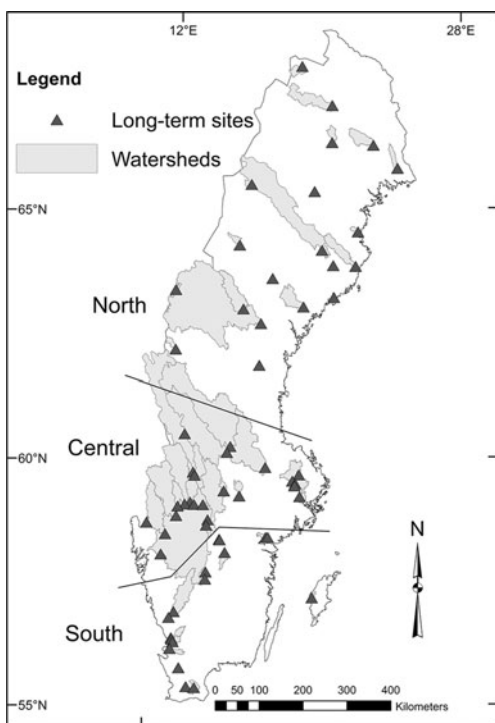 12°E 28°E
Legend
Long-term sites
Watersheds
65°N
North
Central
60°N
N
South
55°N
0 50 100 200 300 400
Kilometers